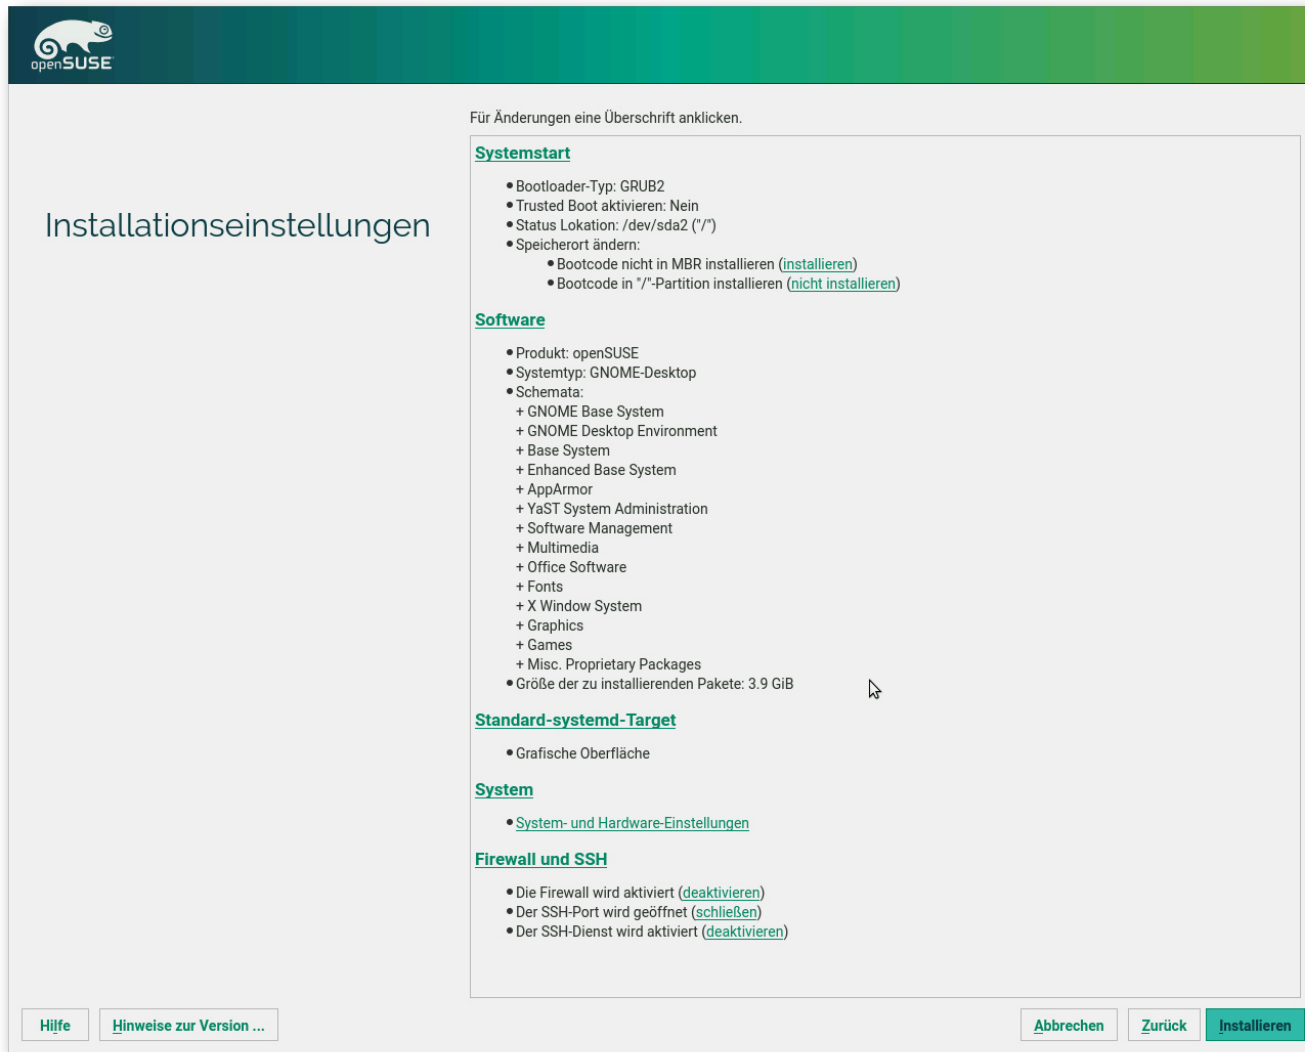 openSUSE
Für Änderungen eine Überschrift anklicken.
Installationseinstellungen
Systemstart
Bootloader-Typ: GRUB2
Trusted Boot aktivieren: Nein
Status Lokation: /dev/sda2 ("/")
Speicherort ändern:
Bootcode nicht in MBR installieren (installieren)
Bootcode in "/"-Partition installieren (nicht installieren)
Software
Produkt: openSUSE
Systemtyp: GNOME-Desktop
Schemata:
+ GNOME Base System
+ GNOME Desktop Environment
+ Base System
+ Enhanced Base System
+ AppArmor
+ YaST System Administration
+ Software Management
+ Multimedia
+ Office Software
+ Fonts
+ X Window System
+ Graphics
+ Games
+ Misc. Proprietary Packages
Größe der zu installierenden Pakete: 3.9 GiB
Standard-systemd-Target
Grafische Oberfläche
System
System- und Hardware-Einstellungen
Firewall und SSH
Die Firewall wird aktiviert (deaktivieren)
Der SSH-Port wird geöffnet (schließen)
Der SSH-Dienst wird aktiviert (deaktivieren)
Hilfe Hinweise zur Version ... Abbrechen Zurück Installieren